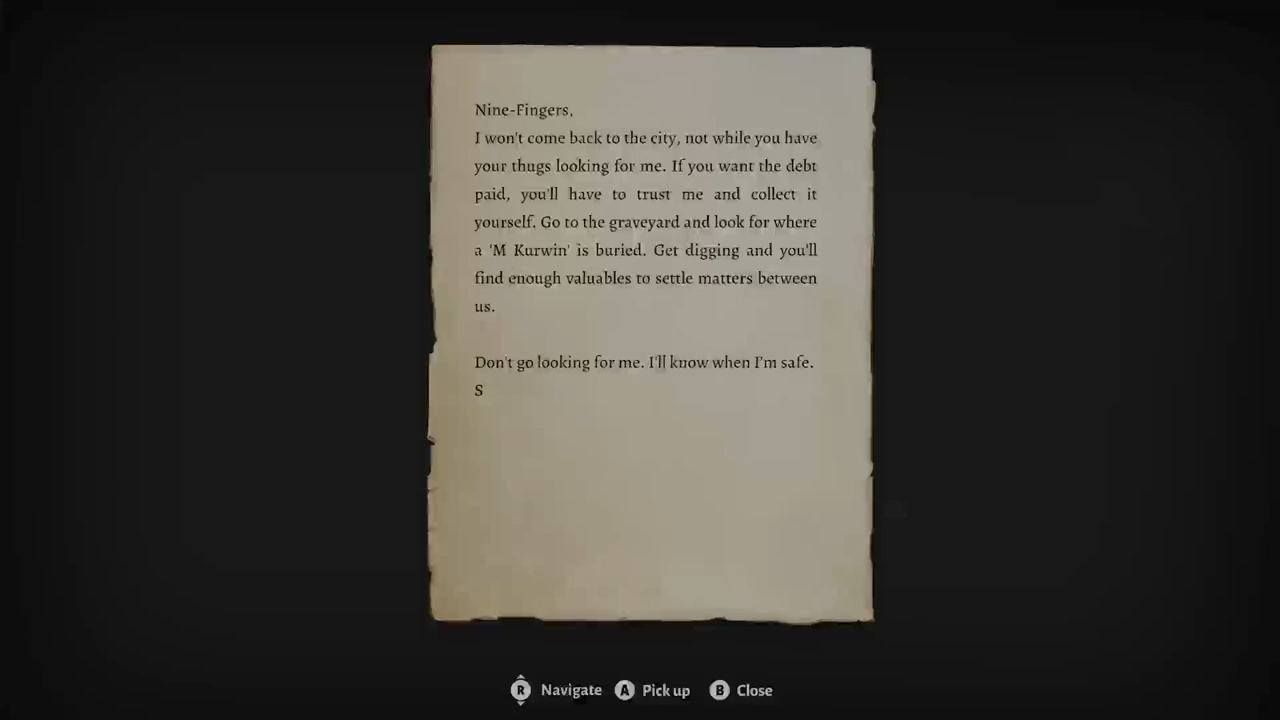 Nine-Fingers,
I won't come back to the city, not while you have
your thugs looking for me. If you want the debt
paid, you'll have to trust me and collect it
yourself. Go to the graveyard and look for where
a 'M Kurwin' is buried. Get digging and you'll
find enough valuables to settle matters between
us.
Don't go looking for me. I'll know when I'm safe.
S
R Navigate A Pick up B Close